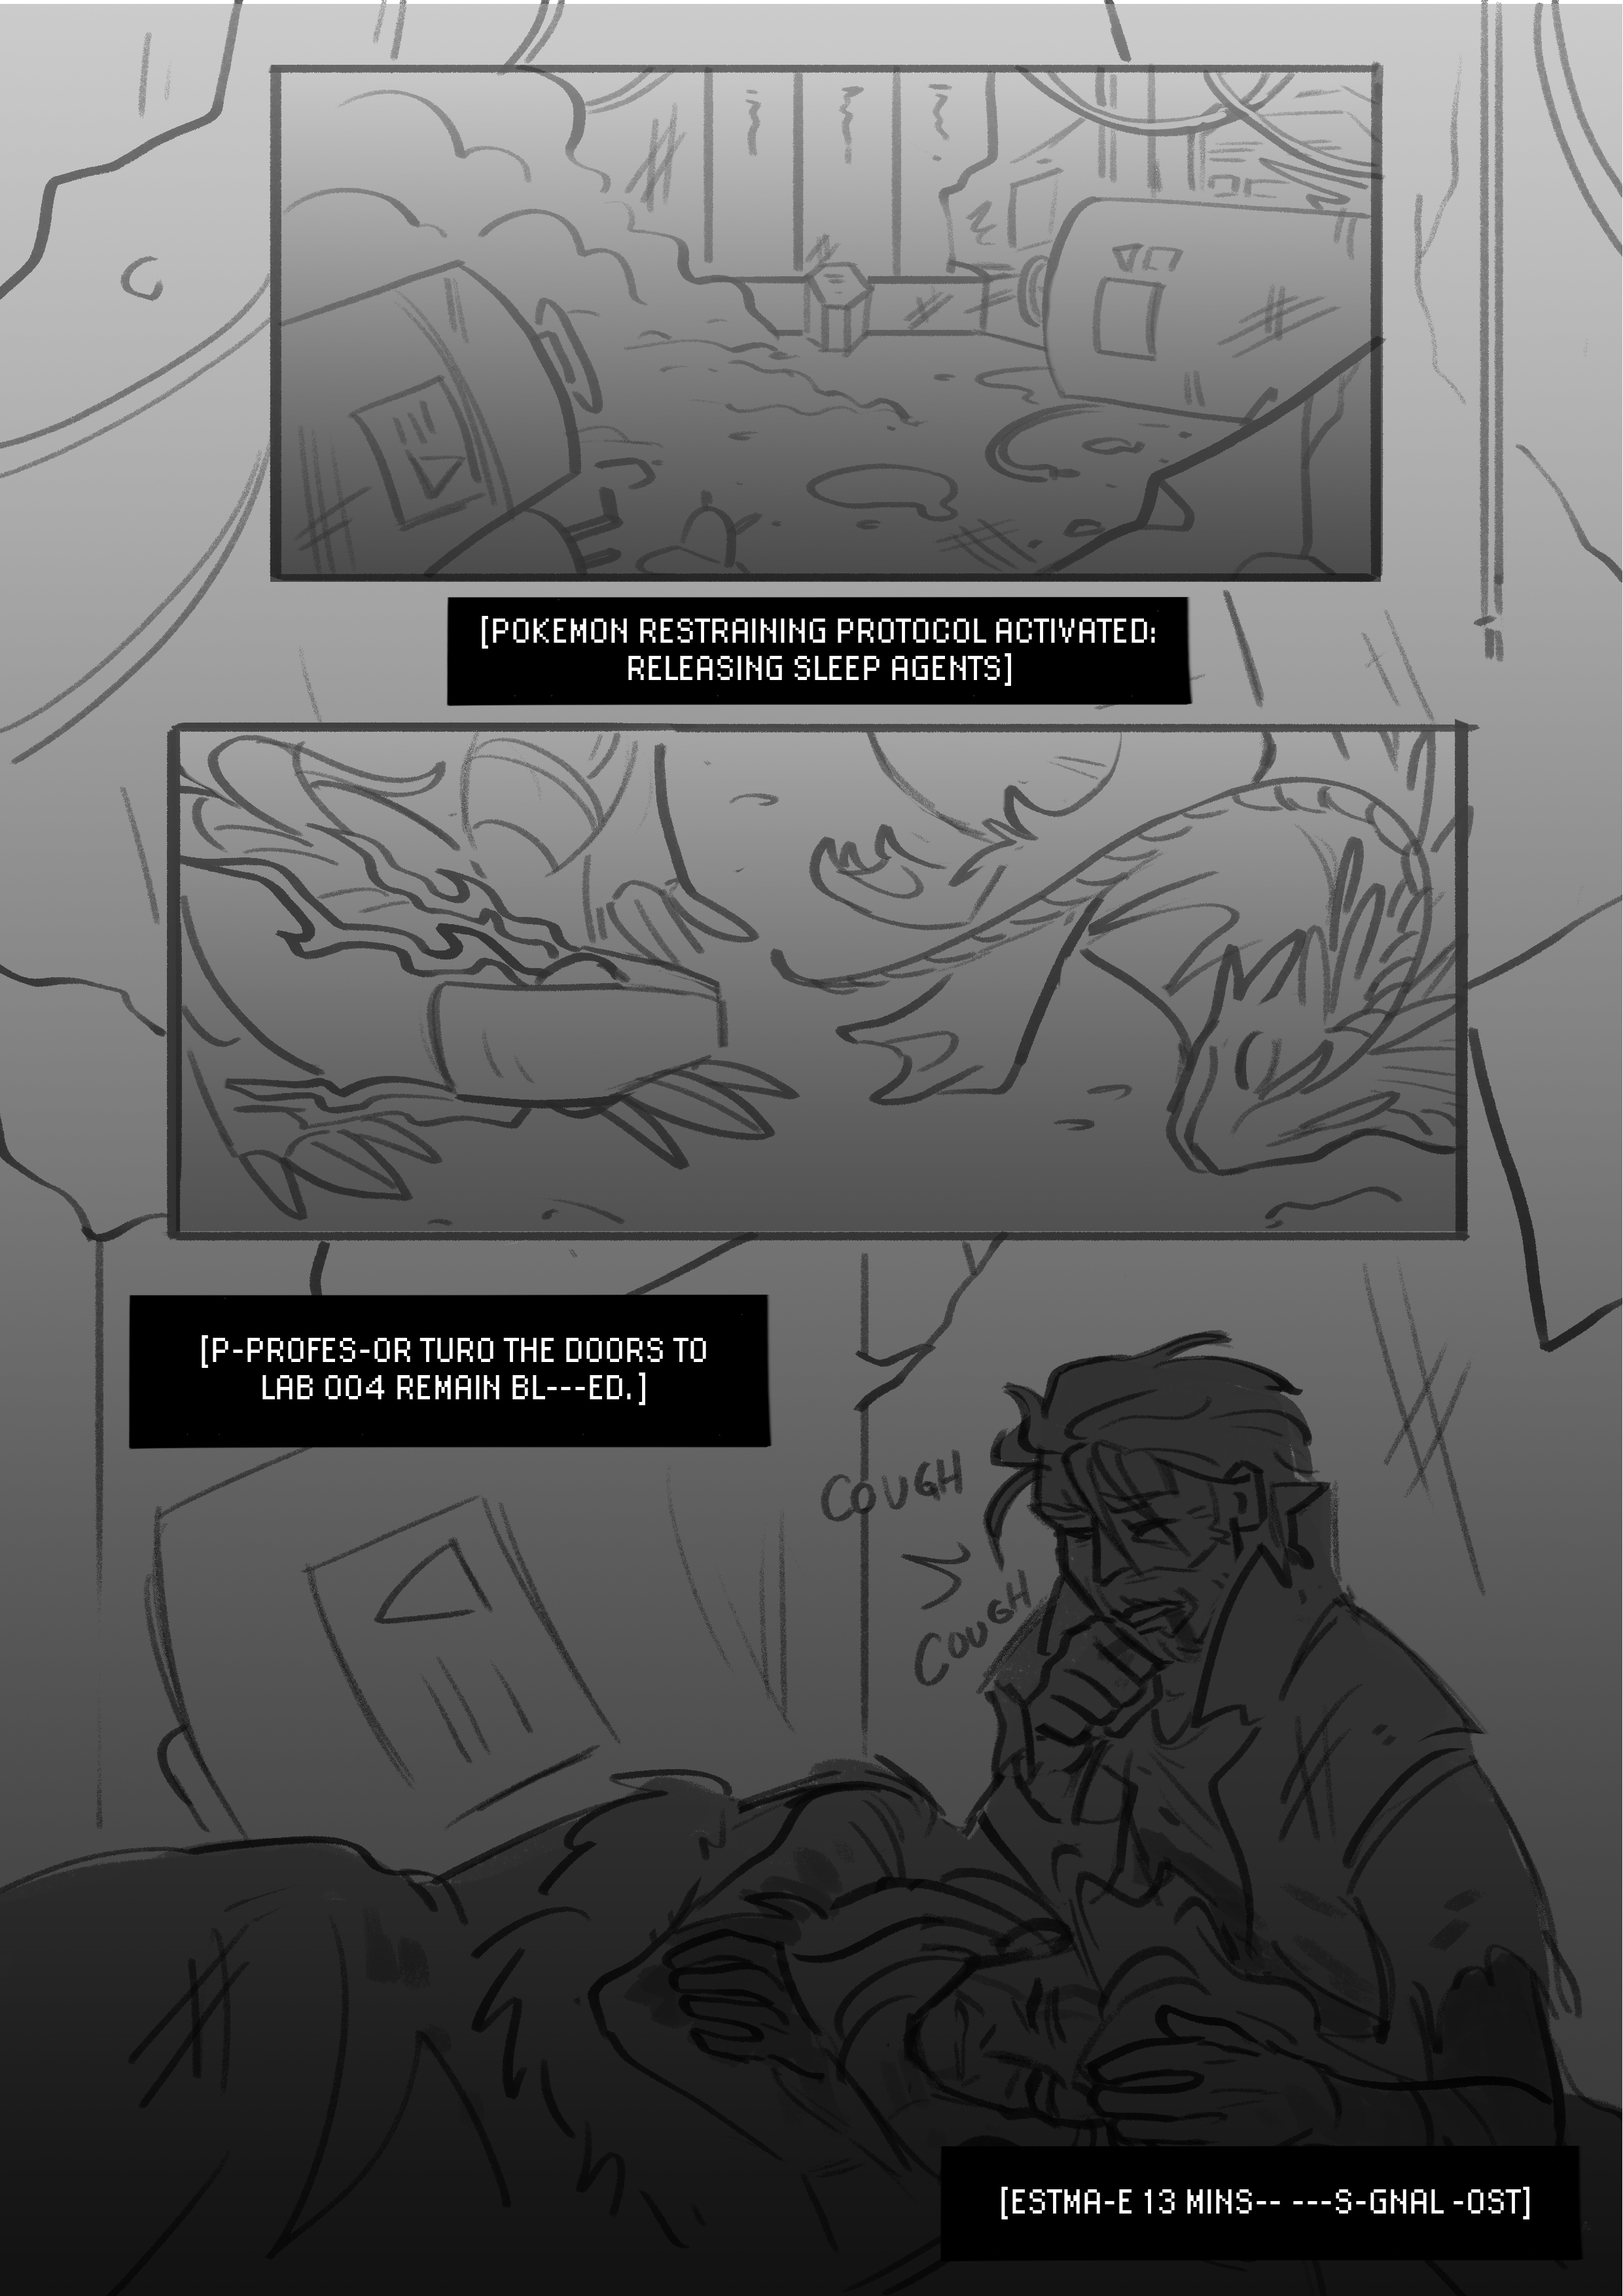 [POKEMON RESTRAINING PROTOCOL ACTIVATED:
RELEASING SLEEP AGENTS]
[P-PROFES-OR TURO THE DOORS TO
LAB 004 REMAIN BL---ED.]
COUGH
COUGH
[ESTMA-E 13 MINS-- ---S-GNAL -OST]